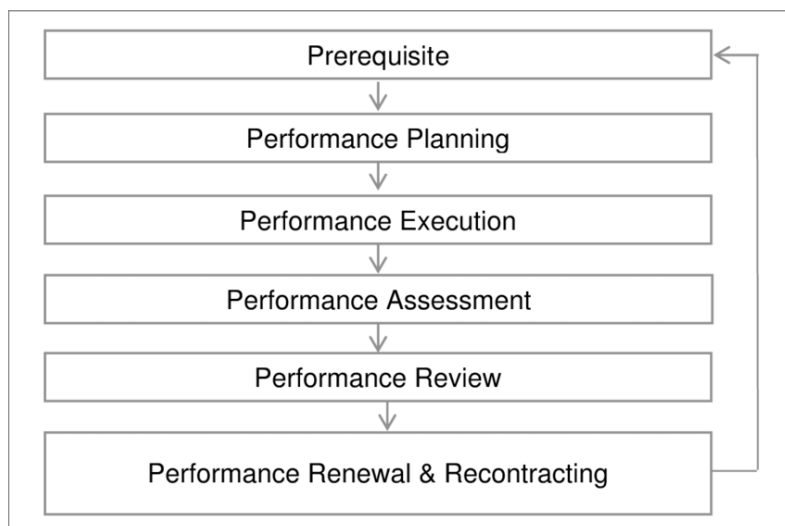 Prerequisite
Performance Planning
Performance Execution
Performance Assessment
Performance Review
Performance Renewal & Recontracting